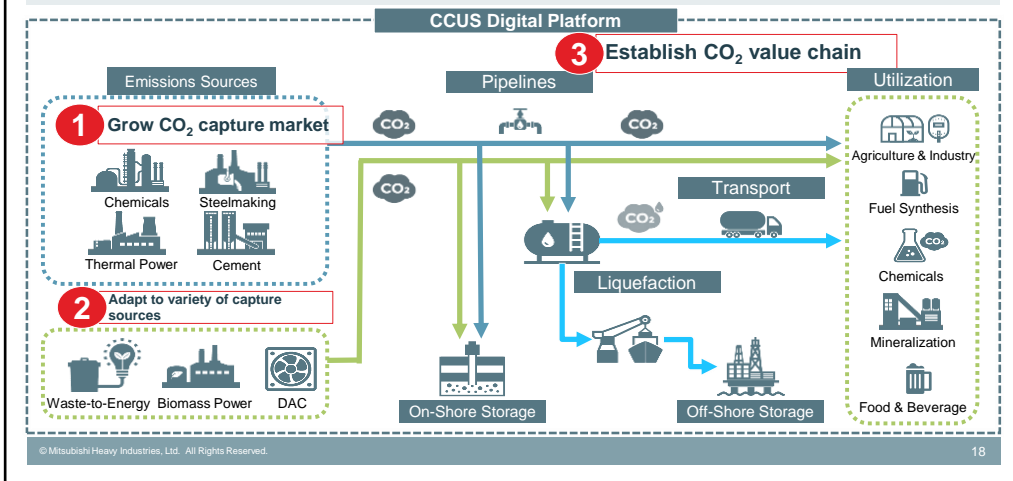 CCUS Digital Platform
3
Establish CO₂ value chain
Emissions Sources
Pipelines
Utilization
1
Grow CO₂ capture market
CO₂
CO₂
Chemicals
Steelmaking
Thermal Power
Cement
CO₂
Transport
CO₂
Liquefaction
2
Adapt to variety of capture
sources
Waste-to-Energy
Biomass Power
DAC
On-Shore Storage
Off-Shore Storage
Agriculture & Industry
Fuel Synthesis
CO₂
Chemicals
Mineralization
Food & Beverage
© Mitsubishi Heavy Industries, Ltd. All Rights Reserved.
18